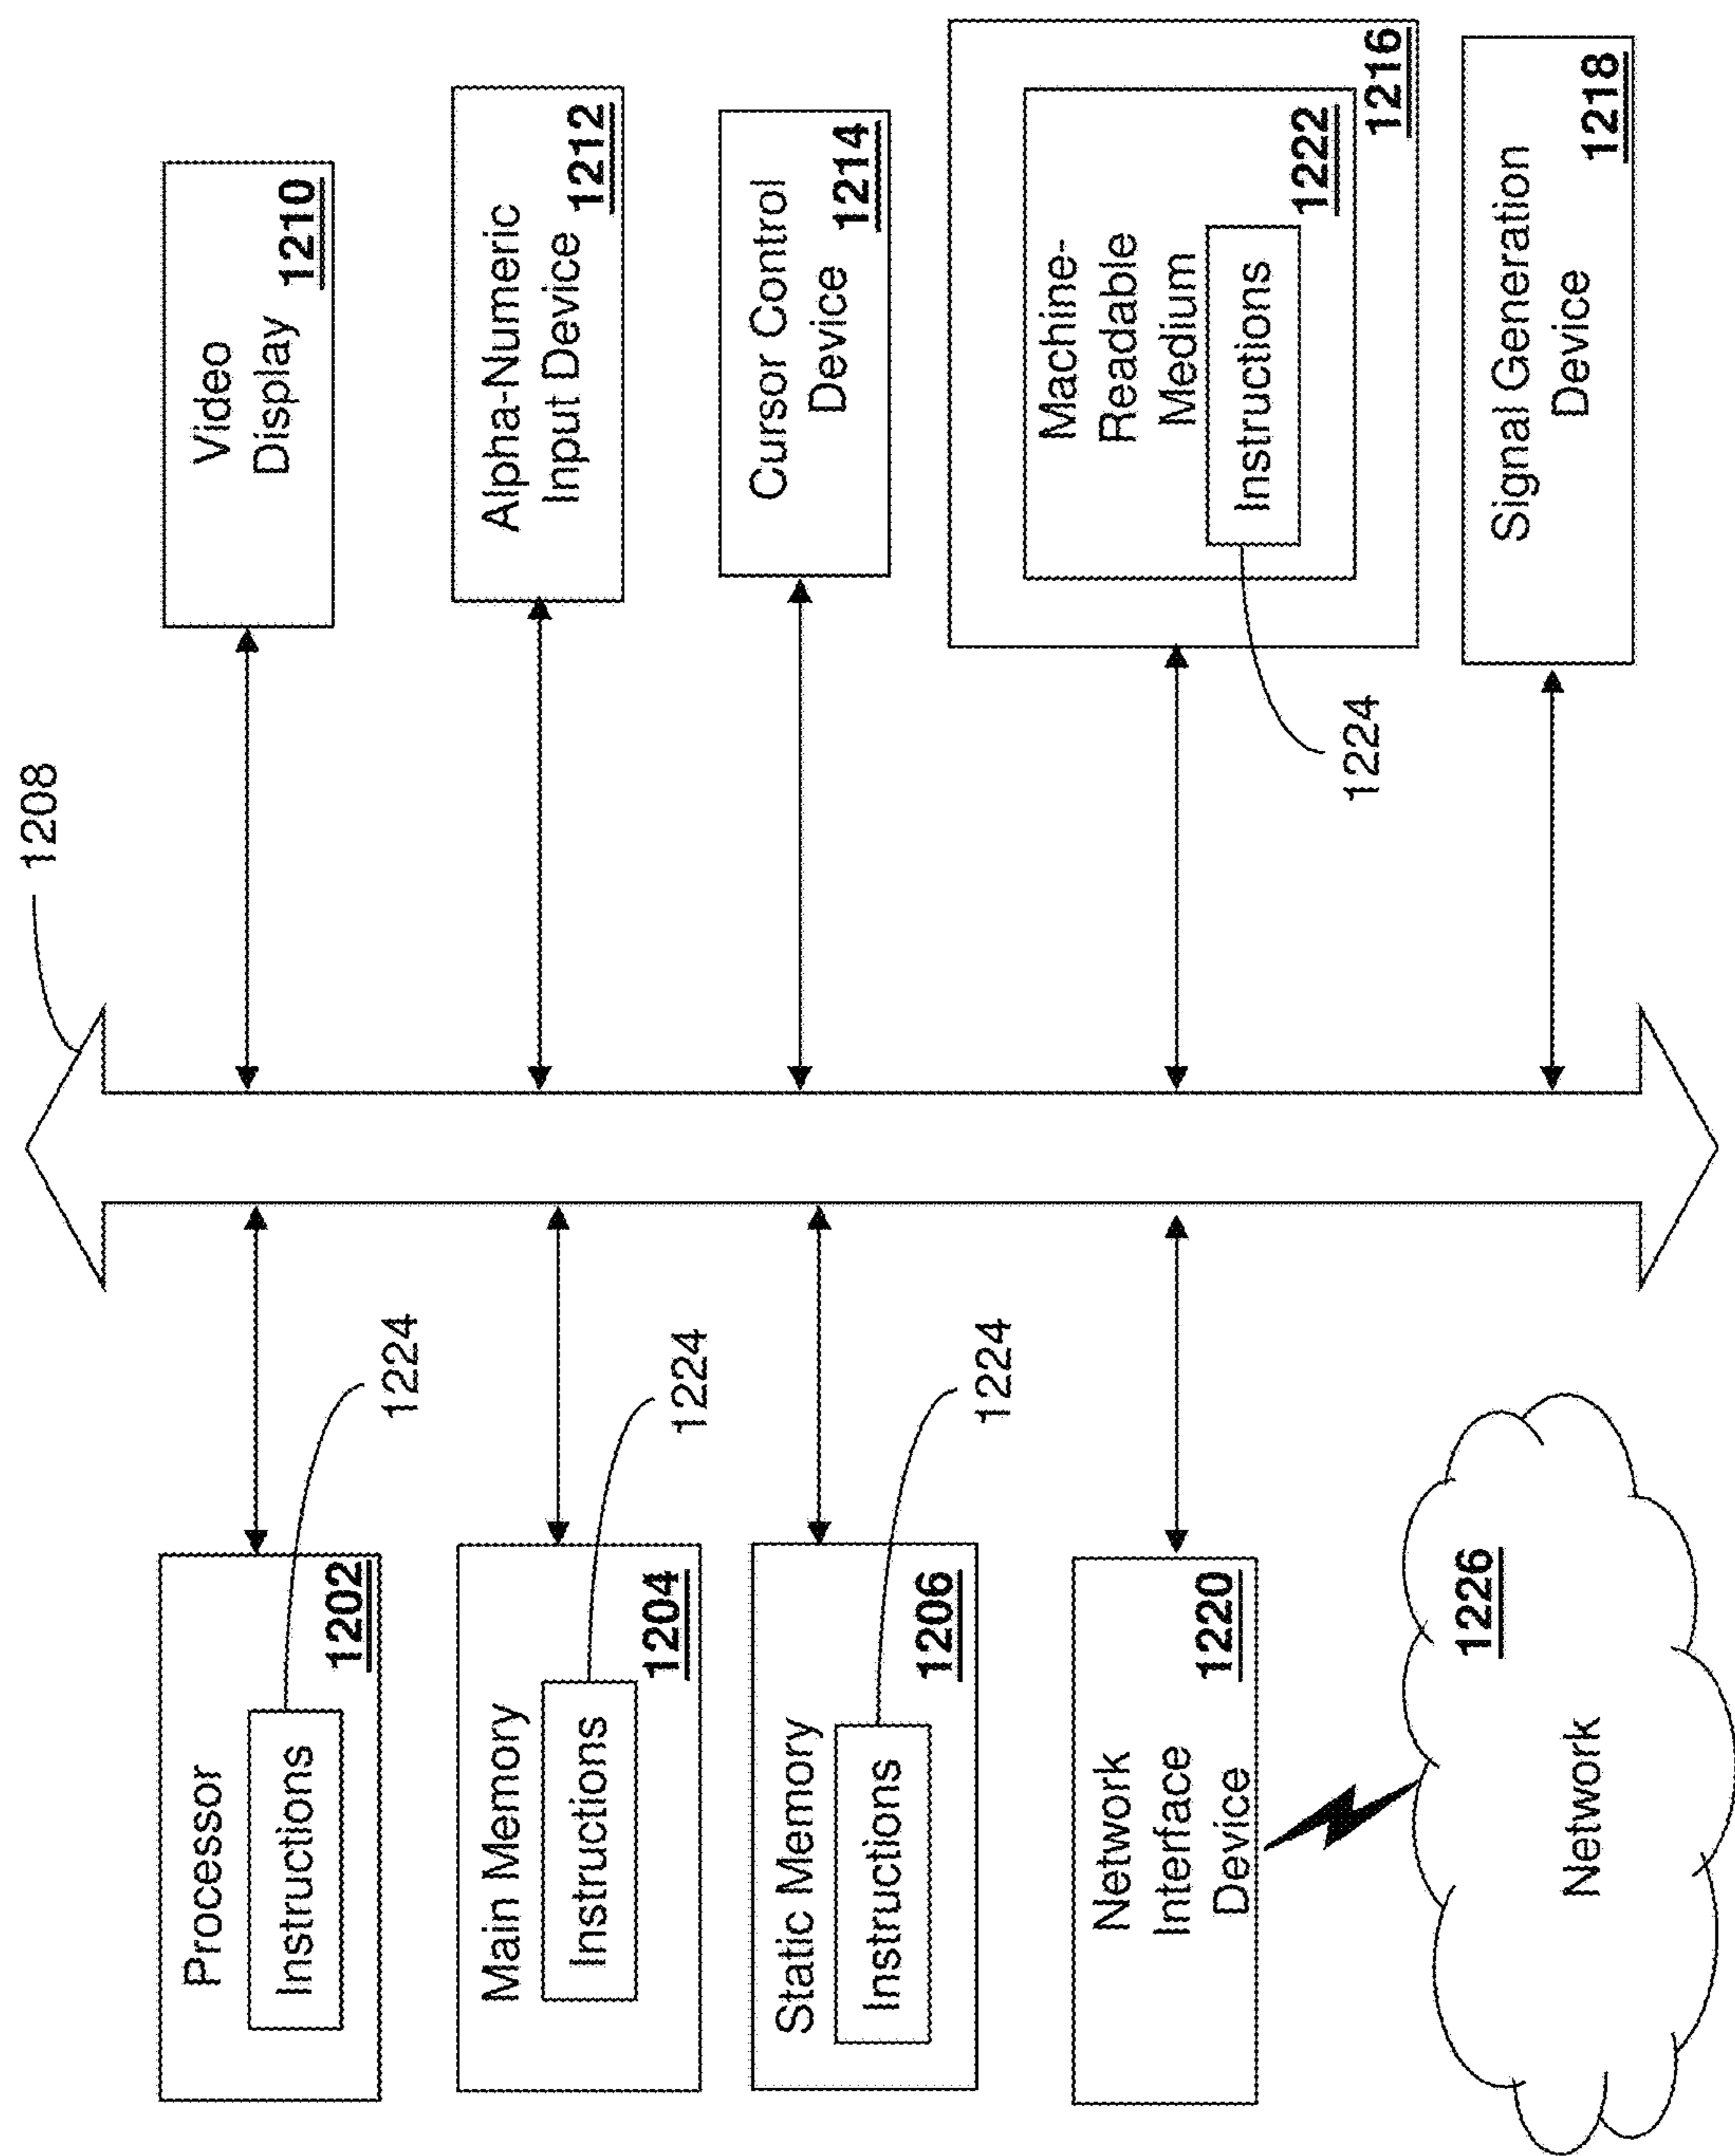 1208
Processor
Instructions
1202
1224
Main Memory
Instructions
1204
1224
Static Memory
Instructions
1206
1224
Network
Interface
Device
1220
1226
Network
Video
Display
1210
Alpha-Numeric
Input Device
1212
Cursor Control
Device
1214
Machine-
Readable
Medium
Instructions
1222
1216
1224
Signal Generation
Device
1218